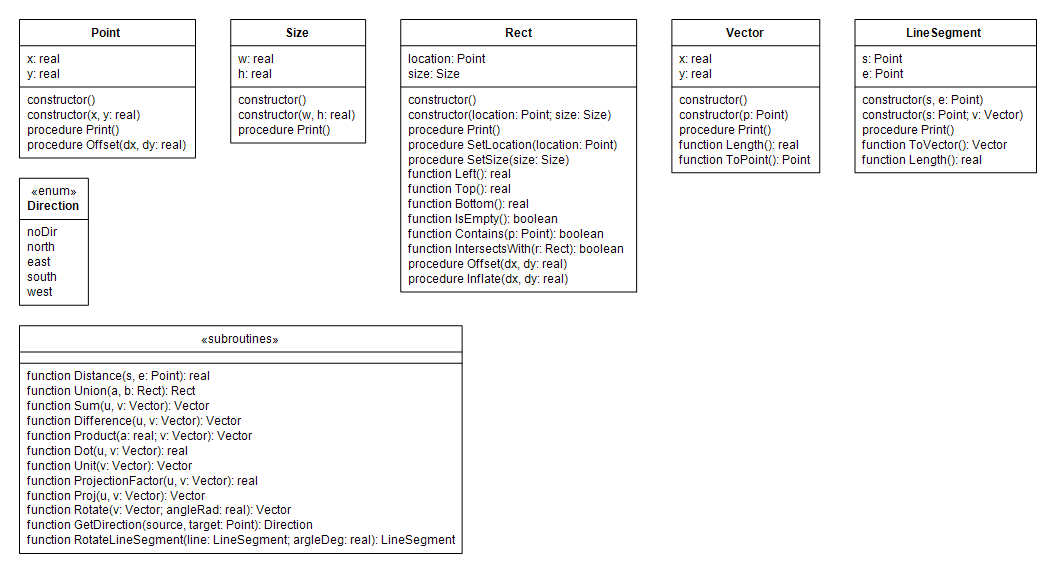 Point
x: real
y: real
constructor()
constructor(x, y: real)
procedure Print()
procedure Offset(dx, dy: real)
Size
w: real
h: real
constructor()
constructor(w, h: real)
procedure Print()
Rect
location: Point
size: Size
constructor()
constructor(location: Point; size: Size)
procedure Print()
procedure SetLocation(location: Point)
procedure SetSize(size: Size)
function Left(): real
function Top(): real
function Bottom(): real
function IsEmpty(): boolean
function Contains(p: Point): boolean
function IntersectsWith(r: Rect): boolean
procedure Offset(dx, dy: real)
procedure Inflate(dx, dy: real)
Vector
x: real
y: real
constructor()
constructor(p: Point)
procedure Print()
function Length(): real
function ToPoint(): Point
LineSegment
s: Point
e: Point
constructor(s, e: Point)
constructor(s: Point; v: Vector)
procedure Print()
function ToVector(): Vector
function Length(): real
«enum»
Direction
noDir
north
east
south
west
«subroutines»
function Distance(s, e: Point): real
function Union(a, b: Rect): Rect
function Sum(u, v: Vector): Vector
function Difference(u, v: Vector): Vector
function Product(a: real; v: Vector): Vector
function Dot(u, v: Vector): real
function Unit(v: Vector): Vector
function ProjectionFactor(u, v: Vector): real
function Proj(u, v: Vector): Vector
function Rotate(v: Vector; angleRad: real): Vector
function GetDirection(source, target: Point): Direction
function RotateLineSegment(line: LineSegment; argleDeg: real): LineSegment